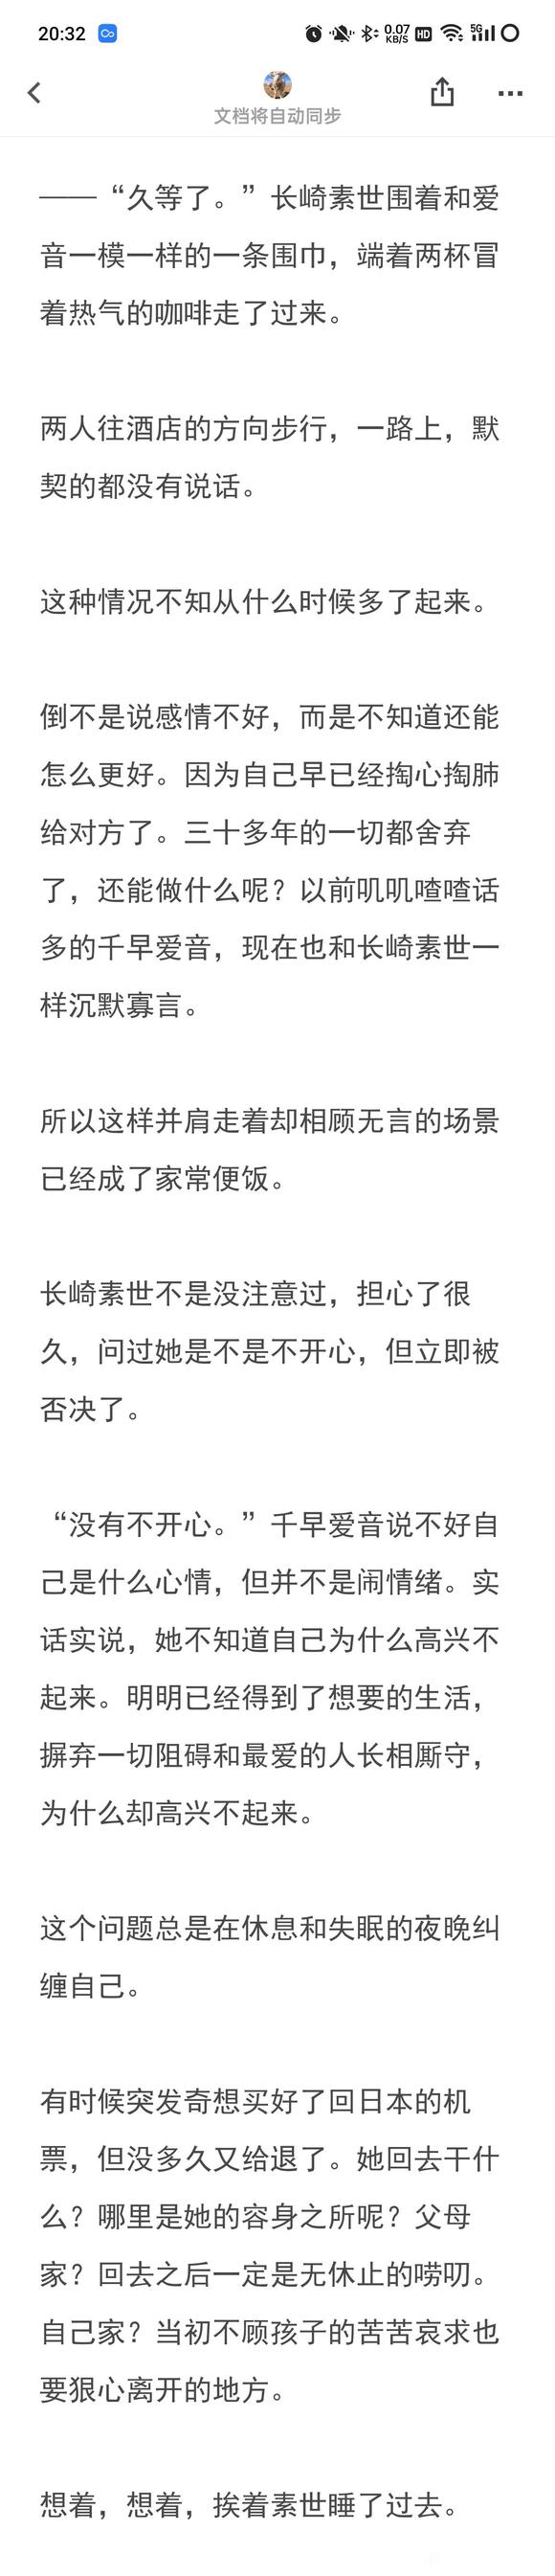 20:32
0.07
KB/S
HD
5G
文档将自动同步
——“久等了。”长崎素世围着和爱
音一模一样的一条围巾，端着两杯冒
着热气的咖啡走了过来。
两人往酒店的方向步行，一路上，默
契的都没有说话。
这种情况不知从什么时候多了起来。
倒不是说感情不好，而是不知道还能
怎么更好。因为自己早已经掏心掏肺
给对方了。三十多年的一切都舍弃
了，还能做什么呢？以前叽叽喳喳话
多的千早爱音，现在也和长崎素世一
样沉默寡言。
所以这样并肩走着却相顾无言的场景
已经成了家常便饭。
长崎素世不是没注意过，担心了很
久，问过她是不是不开心，但立即被
否决了。
“没有不开心。”千早爱音说不好自
己是什么心情，但并不是闹情绪。实
话实说，她不知道自己为什么高兴不
起来。明明已经得到了想要的生活，
摒弃一切阻碍和最爱的人长相厮守，
为什么却高兴不起来。
这个问题总是在休息和失眠的夜晚纠
缠自己。
有时候突发奇想买好了回日本的机
票，但没多久又给退了。她回去干什
么？哪里是她的容身之所呢？父母
家？回去之后一定是无休止的唠叨。
自己家？当初不顾孩子的苦苦哀求也
要狠心离开的地方。
想着，想着，挨着素世睡了过去。